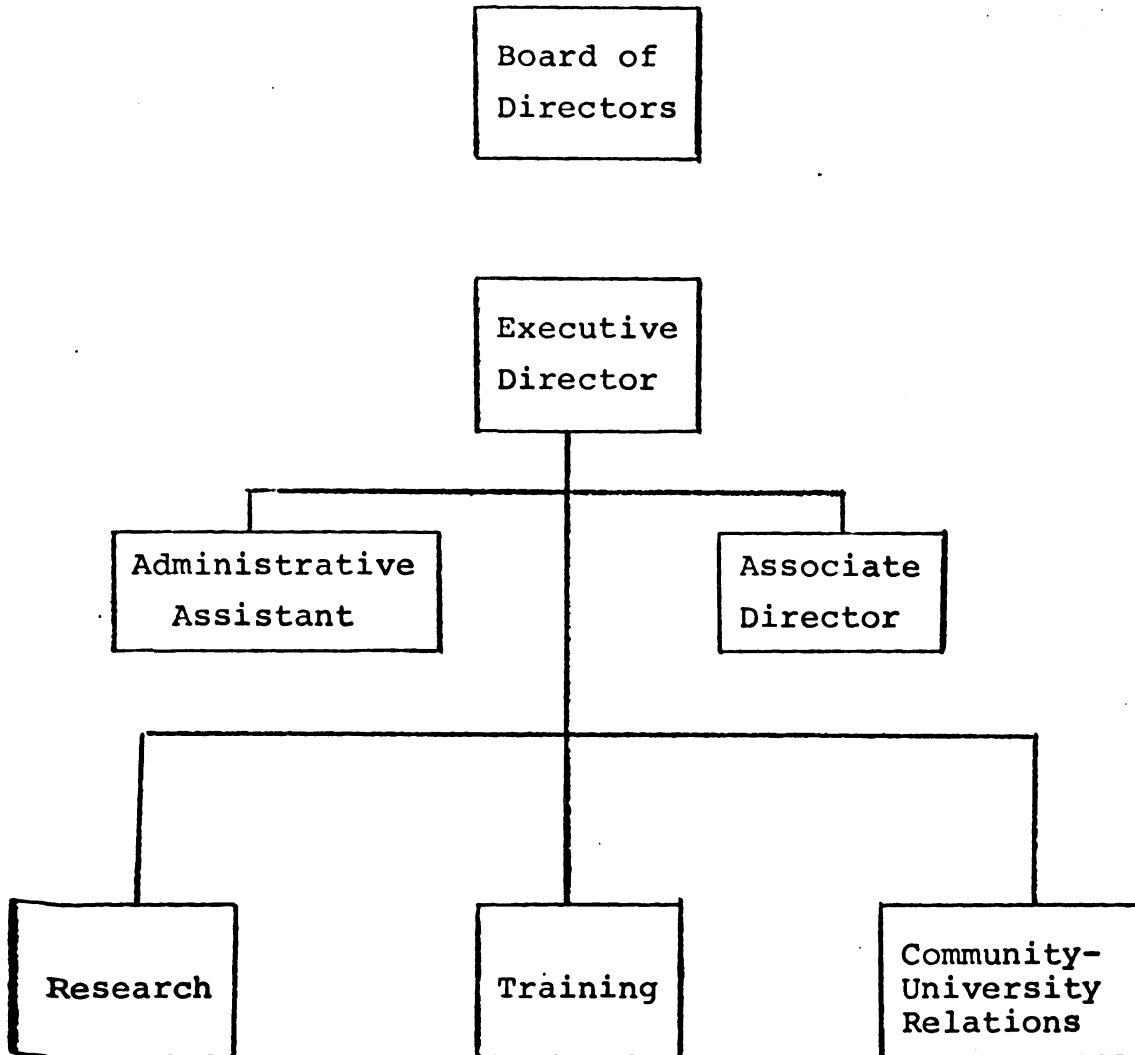 Board of
Directors
Executive
Director
Administrative
Assistant
Associate
Director
Research
Training
Community-
University
Relations